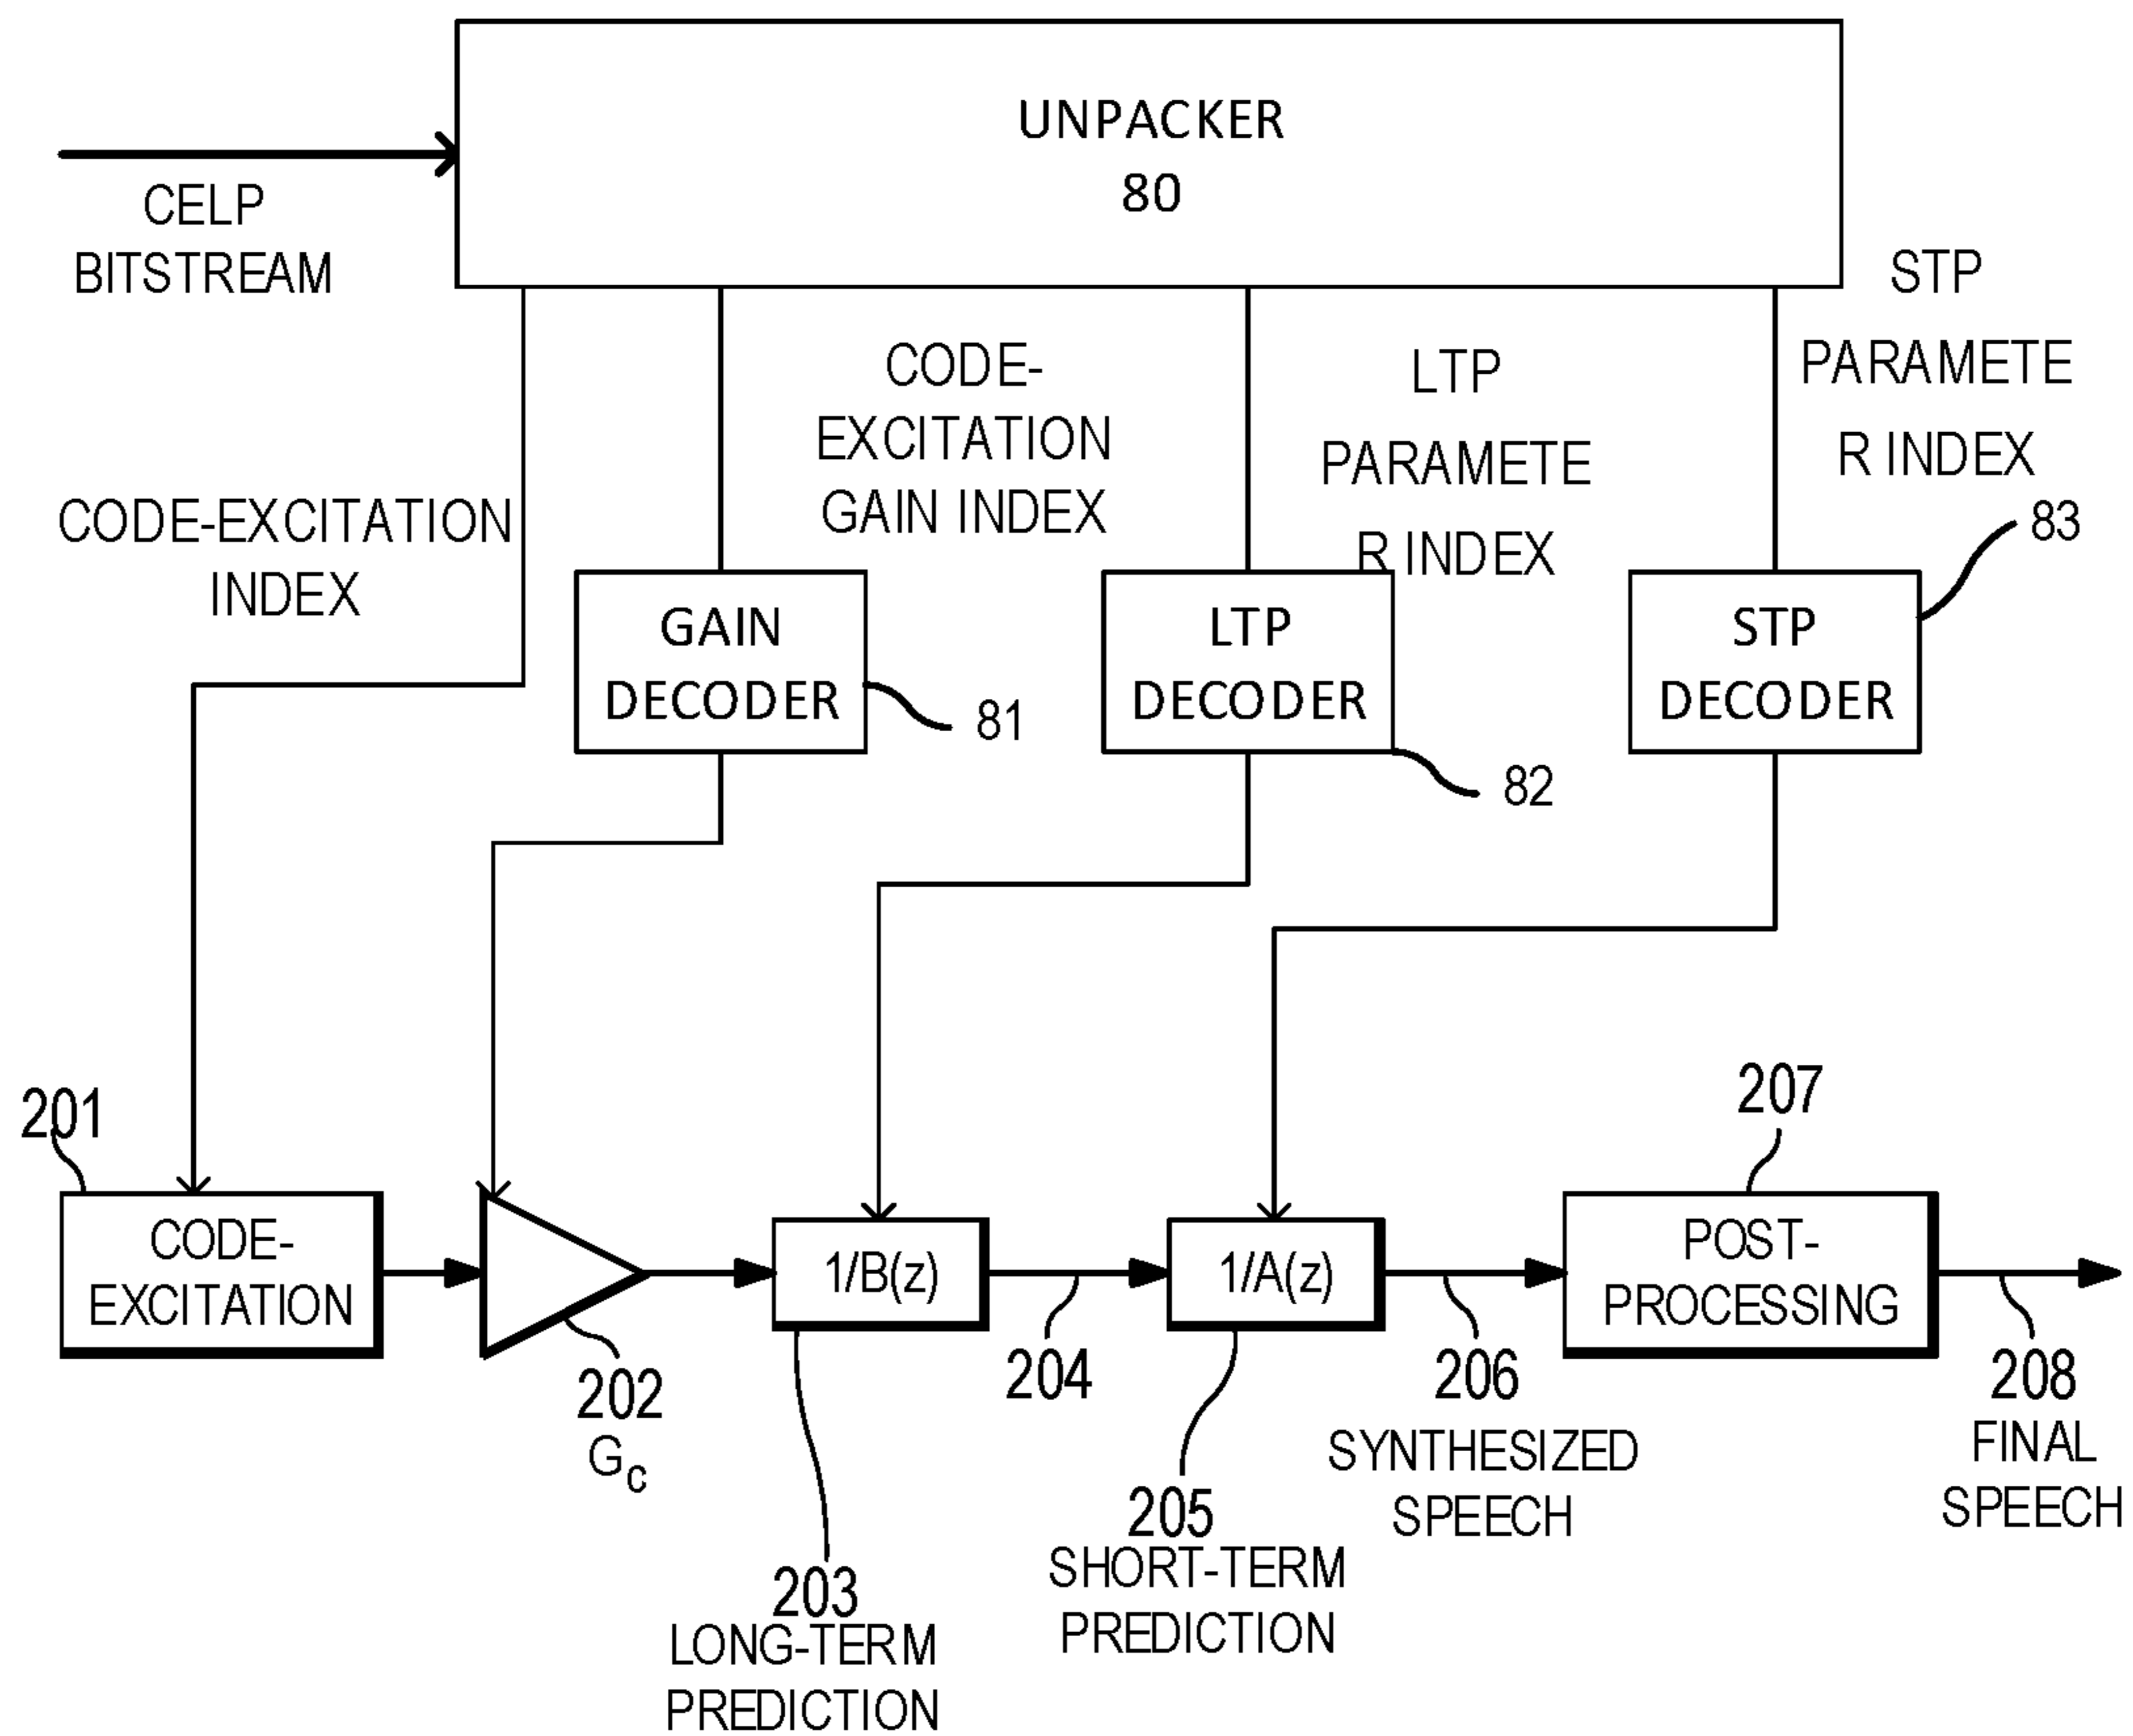 UNPACKER
80
CELP
BITSTREAM
STP
PARAMETE
R INDEX
CODE-
EXCITATION
GAIN INDEX
LTP
PARAMETE
R INDEX
CODE-EXCITATION
INDEX
83
GAIN
DECODER
81
LTP
DECODER
82
STP
DECODER
201
207
CODE-
EXCITATION
1/B(z)
1/A(z)
POST-
PROCESSING
202
Gc
204
206
SYNTHESIZED
SPEECH
208
FINAL
SPEECH
205
SHORT-TERM
PREDICTION
203
LONG-TERM
PREDICTION